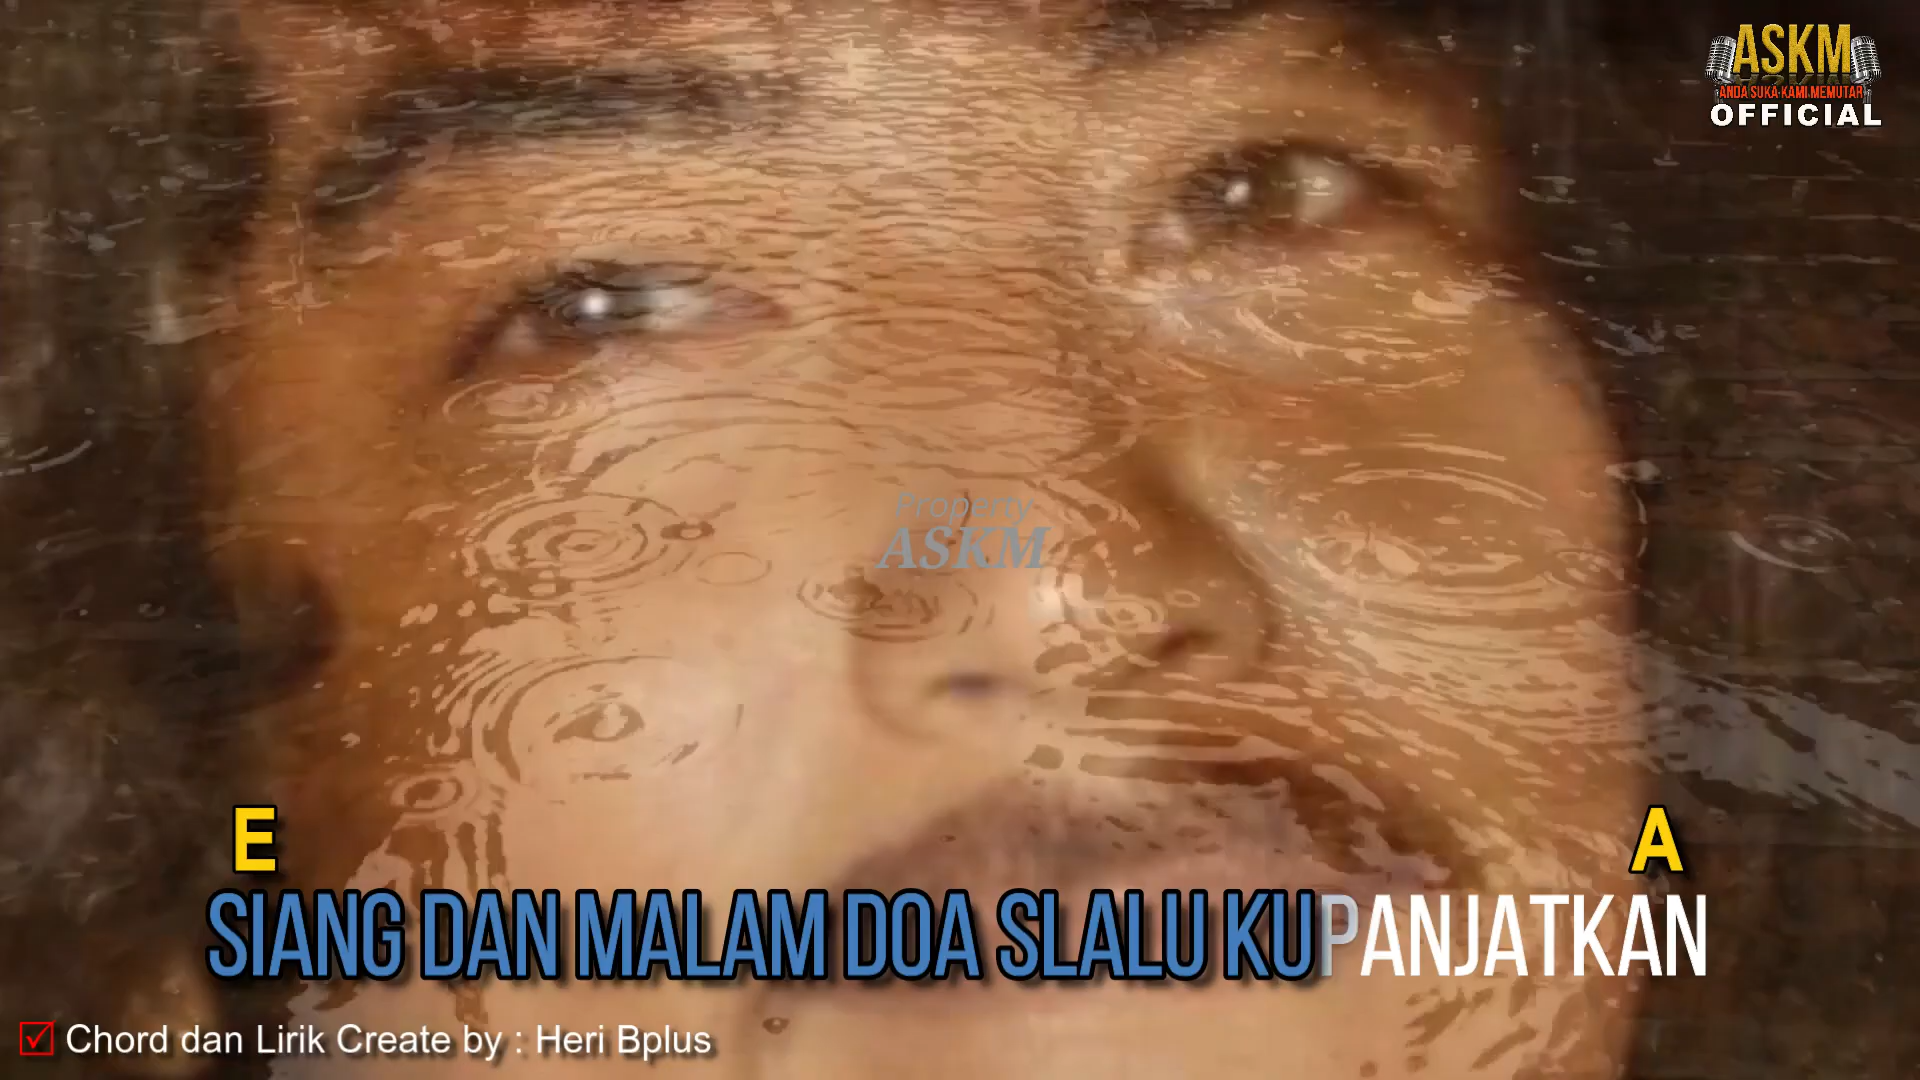 ASKM
ANDA SUKA KAMI MEMUTAR
OFFICIAL
Property
ASKM
E A
SIANG DAN MALAM DOA SLALU KUPANJATKAN
Chord dan Lirik Create by : Heri Bplus